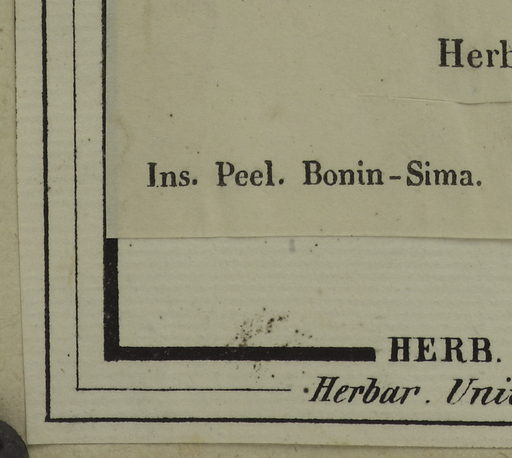 Herb
Ins. Peel. Bonin-Sima.
HERB.
Herbar. Uni